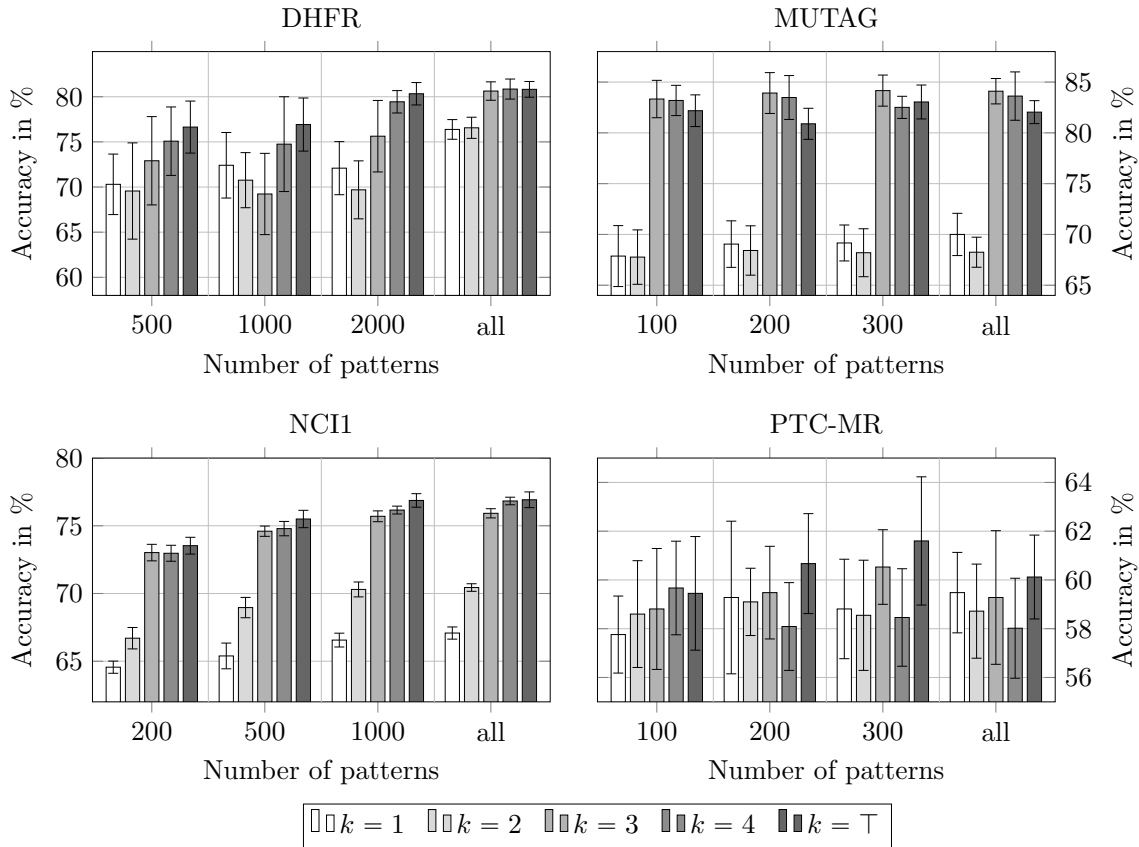 DHFR
Accuracy in %
80
75
70
65
60
500 1000 2000 all
Number of patterns
MUTAG
85
80
75
70
65
Accuracy in %
100 200 300 all
Number of patterns
NCI1
Accuracy in %
80
75
70
65
200 500 1000 all
Number of patterns
PTC-MR
64
62
60
58
56
Accuracy in %
100 200 300 all
Number of patterns
k = 1 k = 2 k = 3 k = 4 k = ⊤